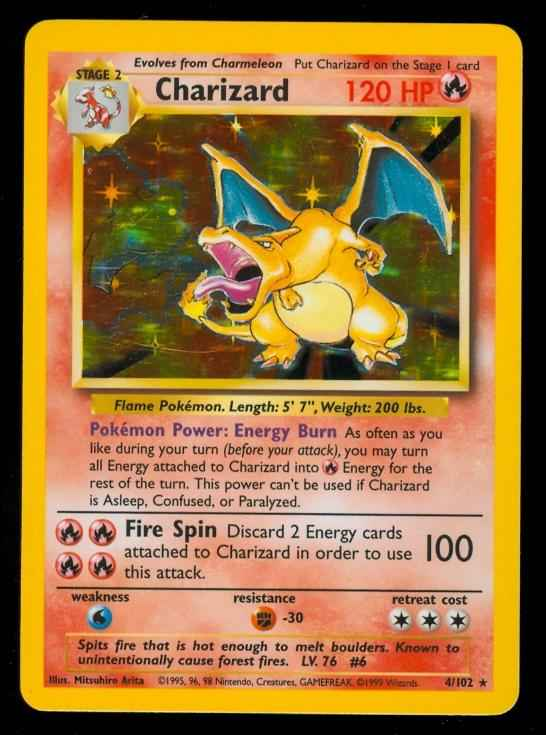 Evolves from Charmeleon Put Charizard on the Stage 1 card
STAGE 2
Charizard 120 HP
Flame Pokémon. Length: 5' 7", Weight: 200 lbs.
Pokémon Power: Energy Burn As often as you
like during your turn (before your attack), you may turn
all Energy attached to Charizard into Energy for the
rest of the turn. This power can't be used if Charizard
is Asleep, Confused, or Paralyzed.
Fire Spin Discard 2 Energy cards
attached to Charizard in order to use 100
this attack.
weakness resistance retreat cost
-30
Spits fire that is hot enough to melt boulders. Known to
unintentionally cause forest fires. LV. 76 #6
Illus. Mitsuhiro Arita ©1995, 96, 98 Nintendo, Creatures, GAMEFREAK. ©1999 Wizards. 4/102 ★